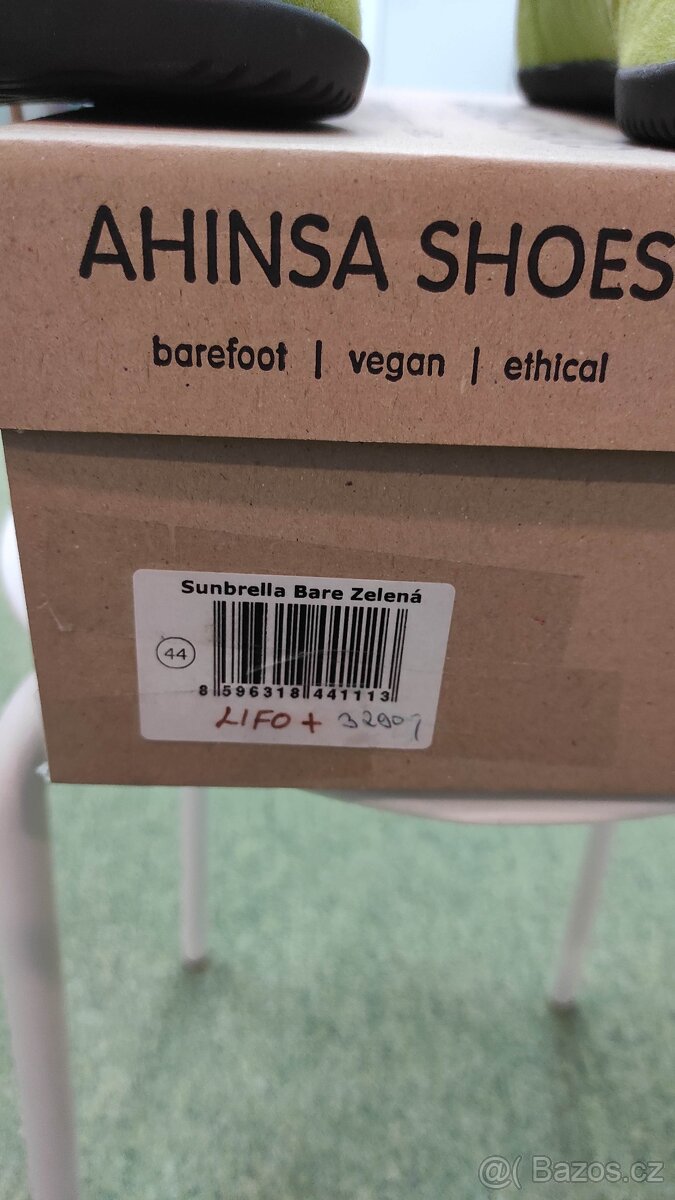 AHINSA SHOES
barefoot | vegan | ethical
Sunbrella Bare Zelená
44
8 596318 441113
LIFO +
@( Bazos.cz